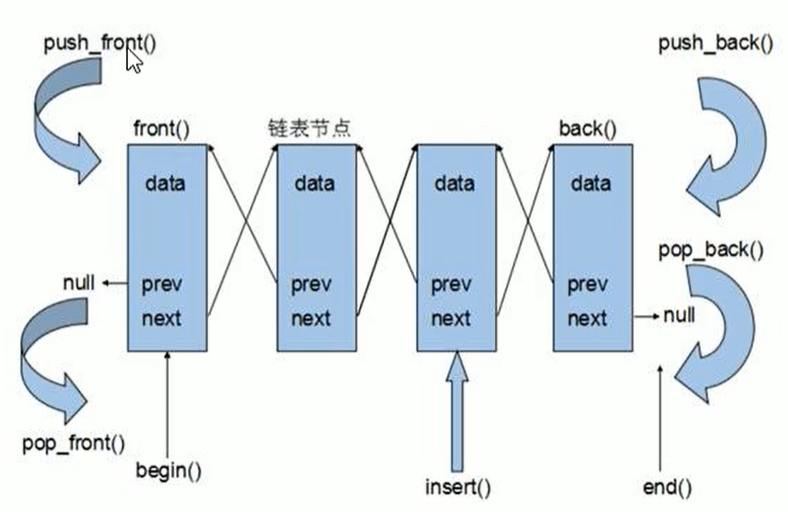 push_front()
push_back()
front()
链表节点
back()
data
data
data
data
pop_back()
null
prev
prev
prev
prev
next
next
next
next
null
pop_front()
begin()
insert()
end()